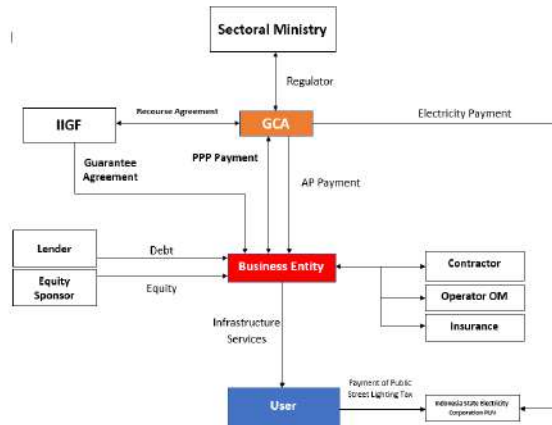 Sectoral Ministry
Regulator
IIGF
Recourse Agreement
GCA
Electricity Payment
Guarantee
Agreement
PPP Payment
AP Payment
Lender
Debt
Business Entity
Contractor
Equity
Sponsor
Equity
Operator OM
Insurance
Infrastructure
Services
User
Payment of Public
Street Lighting Tax
Indonesia State Electricity
Corporation PLN